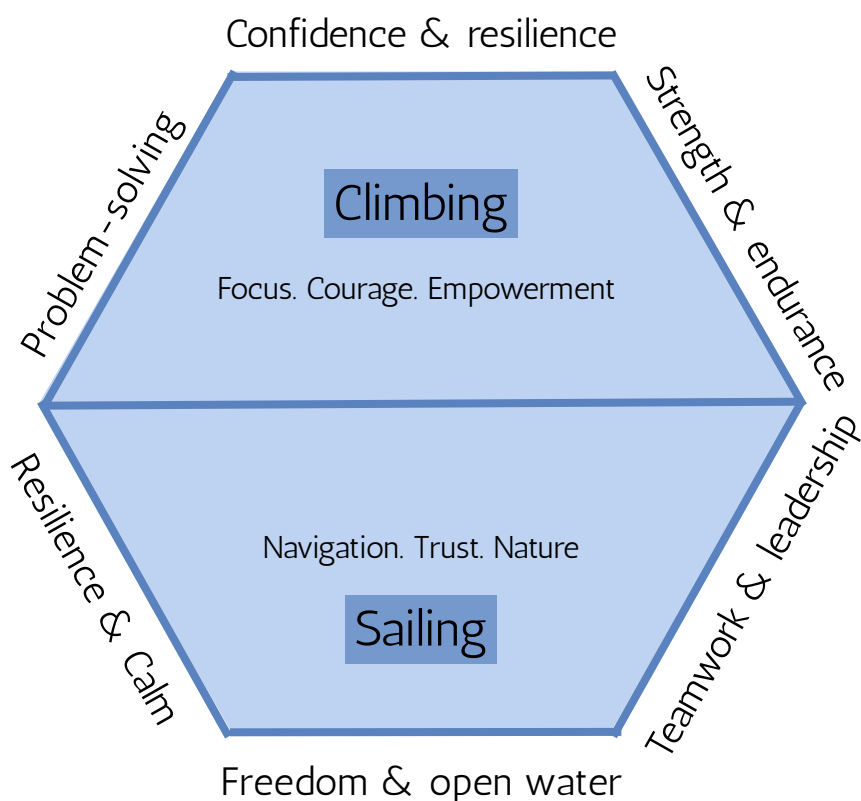 Confidence & resilience
Problem-solving
Strength & endurance
Climbing
Focus. Courage. Empowerment
Navigation. Trust. Nature
Sailing
Resilience & Calm
Teamwork & leadership
Freedom & open water